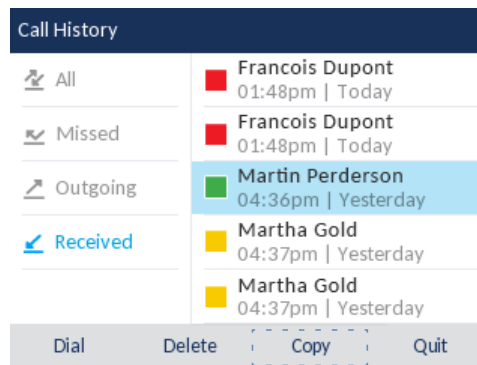 Call History
All
Missed
Outgoing
Received
Francois Dupont
01:48pm | Today
Francois Dupont
01:48pm | Today
Martin Perderson
04:36pm | Yesterday
Martha Gold
04:37pm | Yesterday
Martha Gold
04:37pm | Yesterday
Dial Delete Copy Quit